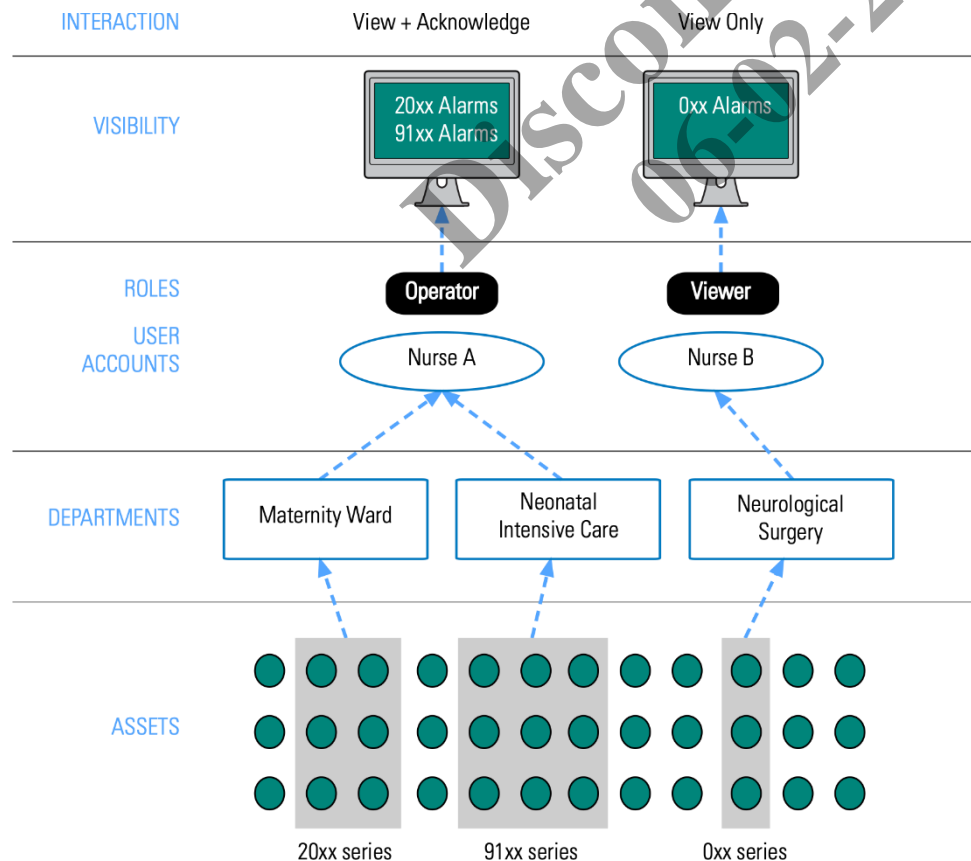 INTERACTION
View + Acknowledge
View Only
VISIBILITY
20xx Alarms
91xx Alarms
0xx Alarms
ROLES
Operator
Viewer
USER
ACCOUNTS
Nurse A
Nurse B
DEPARTMENTS
Maternity Ward
Neonatal
Intensive Care
Neurological
Surgery
ASSETS
20xx series
91xx series
0xx series